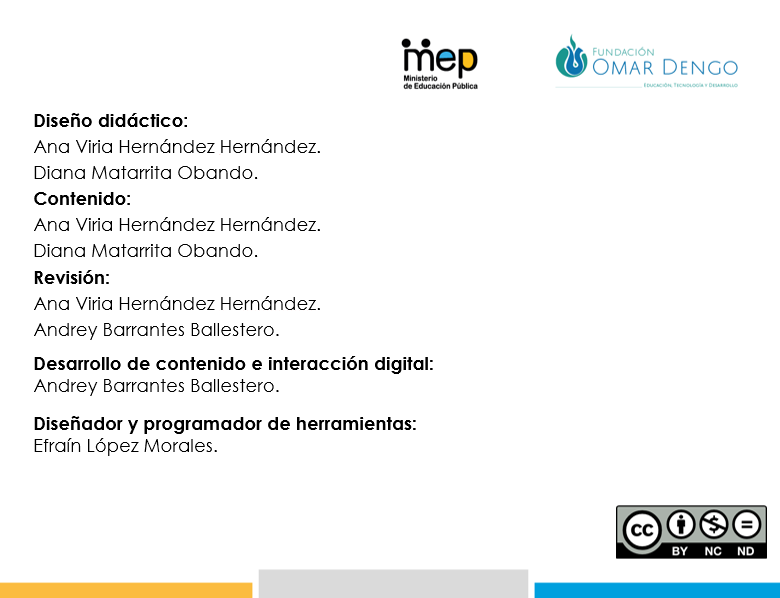 mep
Ministerio
de Educación Pública
FUNDACIÓN
OMAR DENGO
EDUCACIÓN, TECNOLOGÍA Y DESARROLLO
Diseño didáctico:
Ana Viria Hernández Hernández.
Diana Matarrita Obando.
Contenido:
Ana Viria Hernández Hernández.
Diana Matarrita Obando.
Revisión:
Ana Viria Hernández Hernández.
Andrey Barrantes Ballestero.
Desarrollo de contenido e interacción digital:
Andrey Barrantes Ballestero.
Diseñador y programador de herramientas:
Efraín López Morales.
cc
BY NC ND